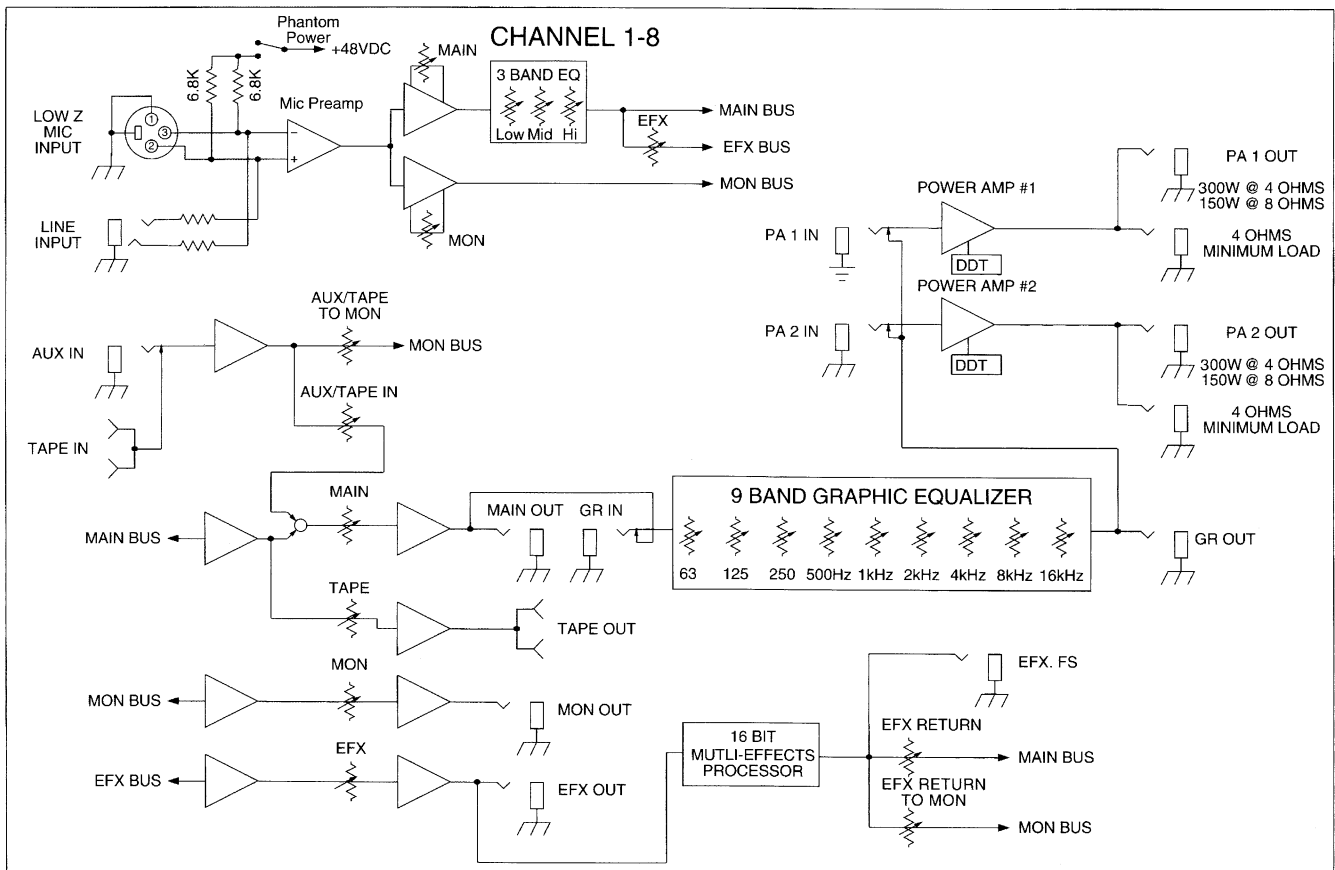 CHANNEL 1-8
Phantom
Power
+48VDC
6.8K
6.8K
LOW Z
MIC
INPUT
1
3
2
Mic Preamp
−
+
MAIN
3 BAND EQ
Low Mid Hi
EFX
MAIN BUS
EFX BUS
MON BUS
MON
LINE
INPUT
PA 1 IN
POWER AMP #1
DDT
PA 1 OUT
300W @ 4 OHMS
150W @ 8 OHMS
4 OHMS
MINIMUM LOAD
PA 2 IN
POWER AMP #2
DDT
PA 2 OUT
300W @ 4 OHMS
150W @ 8 OHMS
4 OHMS
MINIMUM LOAD
AUX IN
TAPE IN
AUX/TAPE
TO MON
MON BUS
AUX/TAPE IN
MAIN BUS
MAIN
MAIN OUT
GR IN
9 BAND GRAPHIC EQUALIZER
63 125 250 500Hz 1kHz 2kHz 4kHz 8kHz 16kHz
GR OUT
TAPE
TAPE OUT
MON BUS
MON
MON OUT
EFX BUS
EFX
EFX OUT
16 BIT
MUTLI-EFFECTS
PROCESSOR
EFX. FS
EFX RETURN
MAIN BUS
EFX RETURN
TO MON
MON BUS